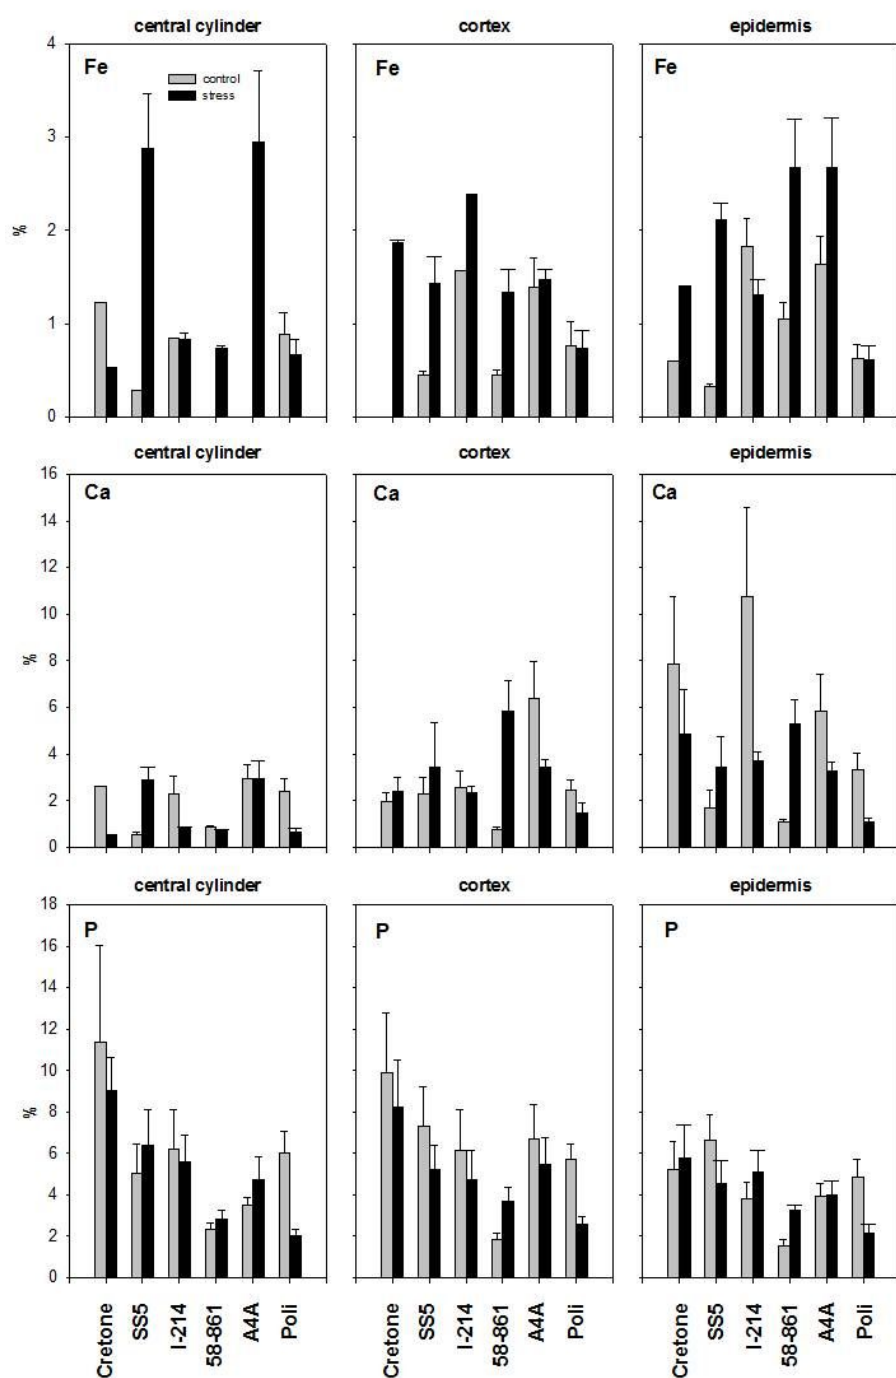 central cylinder cortex epidermis
4 Fe Fe Fe
control
stress
3
2
%
1
0
central cylinder cortex epidermis
16 Ca Ca Ca
14
12
10
8
%
6
4
2
0
central cylinder cortex epidermis
18
P P P
16
14
12
10
8
%
6
4
2
0
Cretone SS5 I-214 58-861 A4A Poli Cretone SS5 I-214 58-861 A4A Poli Cretone SS5 I-214 58-861 A4A Poli